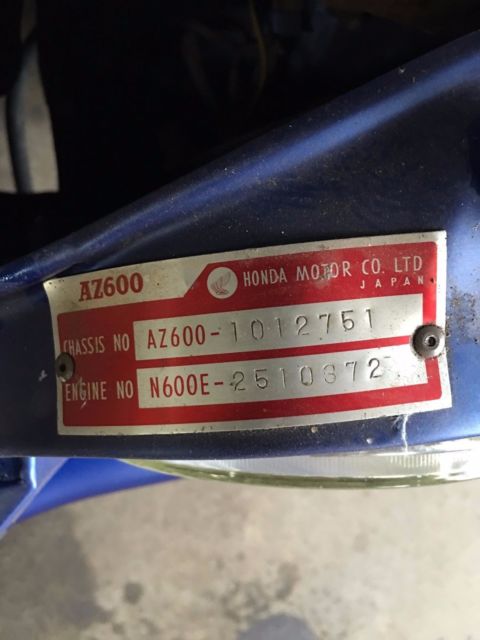 AZ600
HONDA MOTOR CO. LTD
JAPAN
CHASSIS NO AZ600-1012751
ENGINE NO N600E-2510372